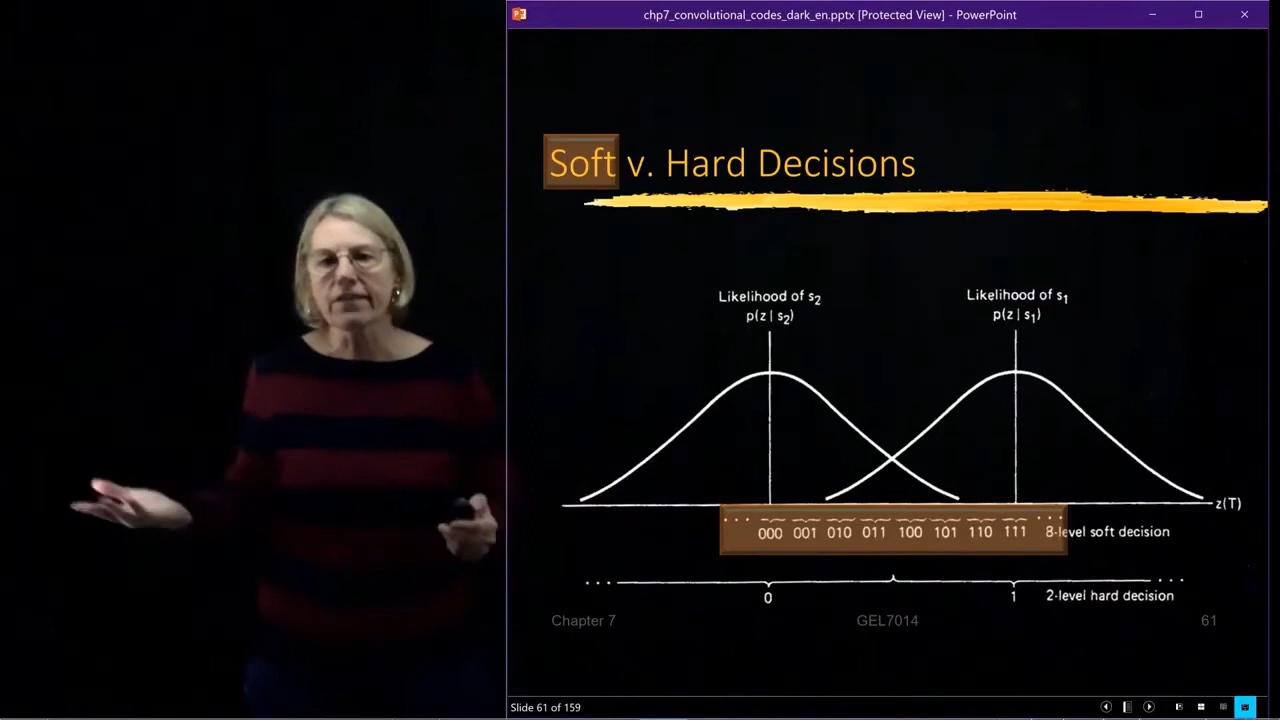 chp7_convolutional_codes_dark_en.pptx [Protected View] - PowerPoint
Soft v. Hard Decisions
Likelihood of s₂
p(z | s₂)
Likelihood of s₁
p(z | s₁)
z(T)
... 000 001 010 011 100 101 110 111 ... 8-level soft decision
... 0 1 ... 2-level hard decision
Chapter 7 GEL7014 61
Slide 61 of 159